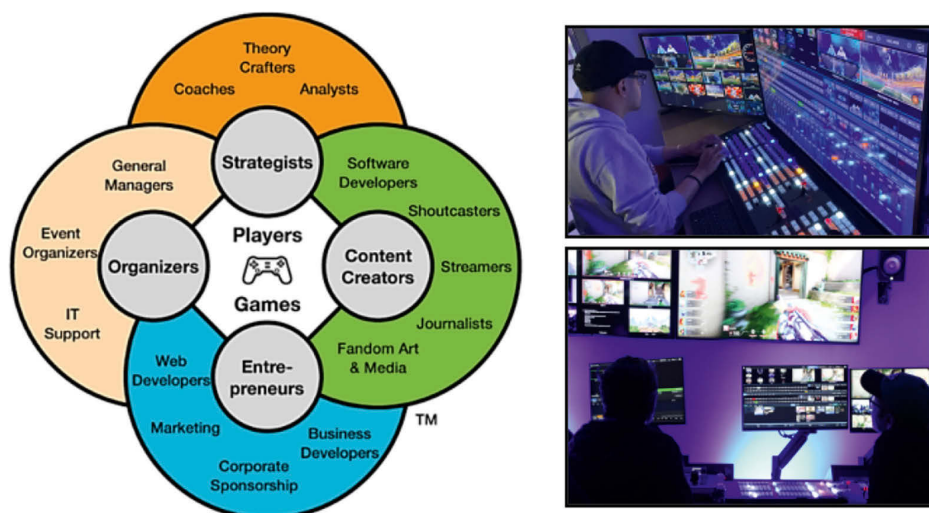 Theory
Crafters
Coaches
Analysts
Strategists
General
Managers
Event
Organizers
IT
Support
Organizers
Players
Games
Software
Developers
Shoutcasters
Streamers
Journalists
Fandom Art
& Media
Content
Creators
Entre-
preneurs
Web
Developers
Marketing
Corporate
Sponsorship
Business
Developers
TM